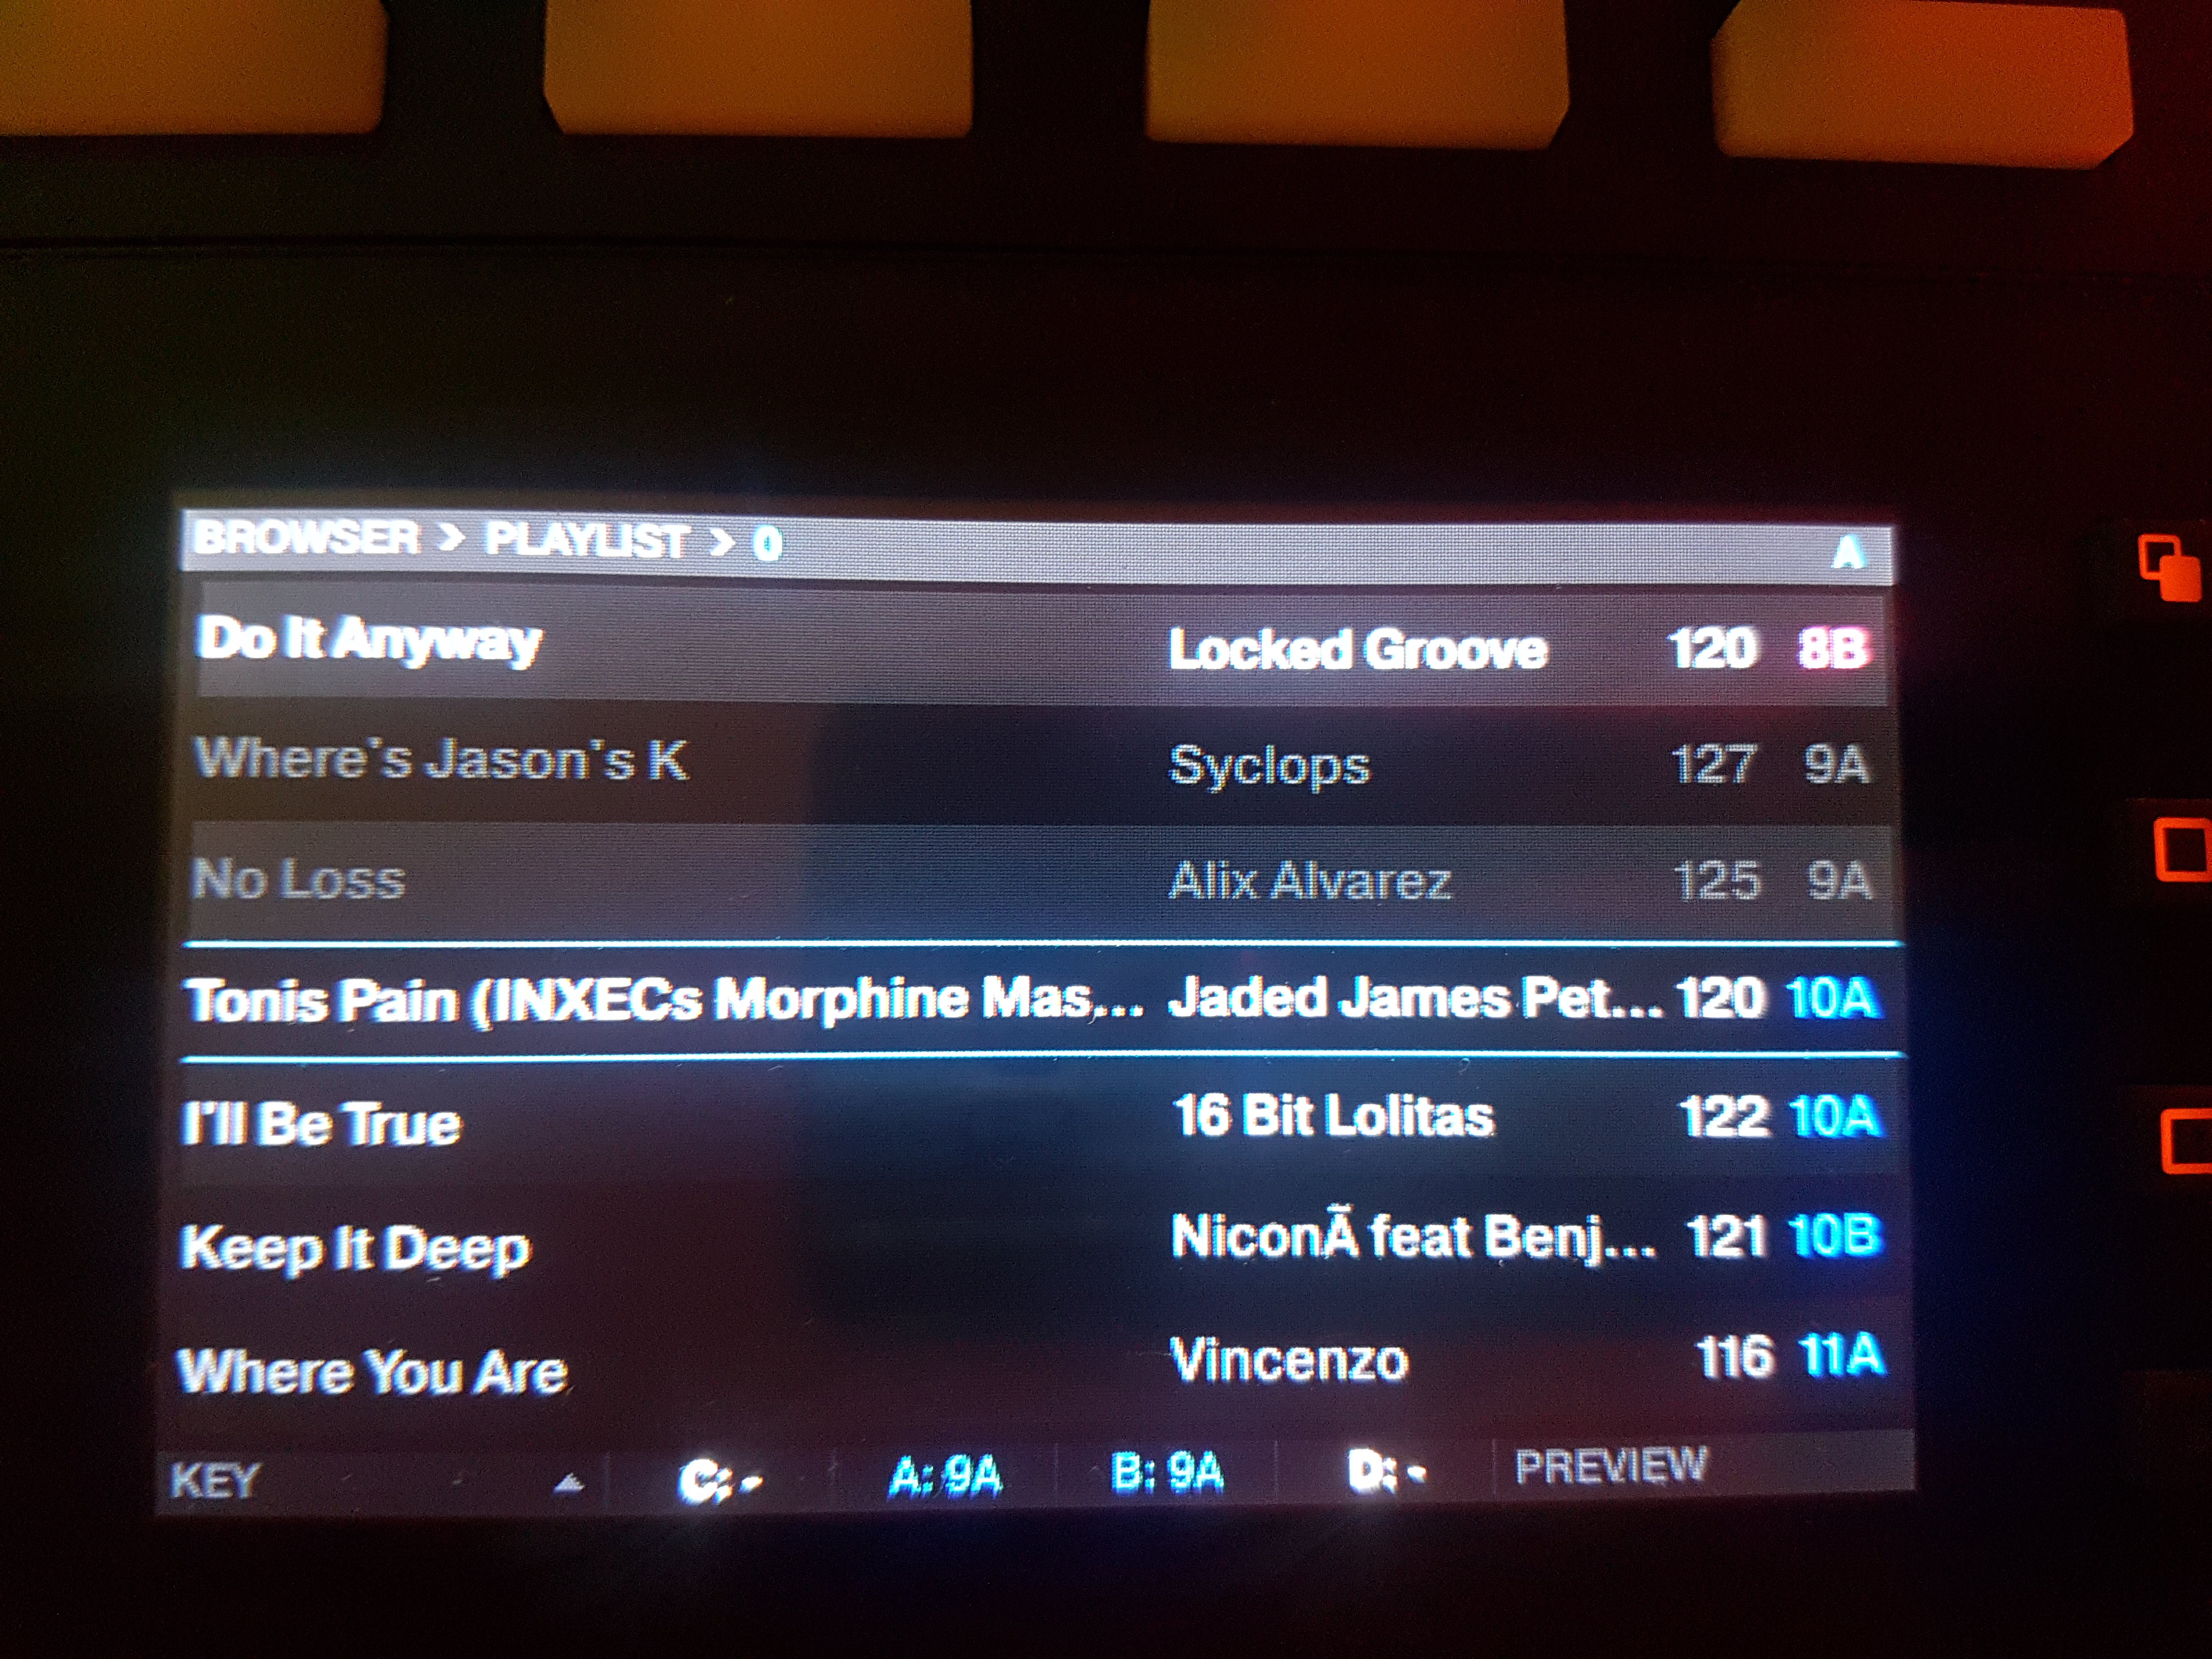 BROWSER > PLAYLIST > 0 A
Do It Anyway Locked Groove 120 8B
Where's Jason's K Syclops 127 9A
No Loss Alix Alvarez 125 9A
Tonis Pain (INXECs Morphine Mas... Jaded James Pet... 120 10A
I'll Be True 16 Bit Lolitas 122 10A
Keep It Deep NiconÃ feat Benj... 121 10B
Where You Are Vincenzo 116 11A
KEY C: - A: 9A B: 9A D: - PREVIEW